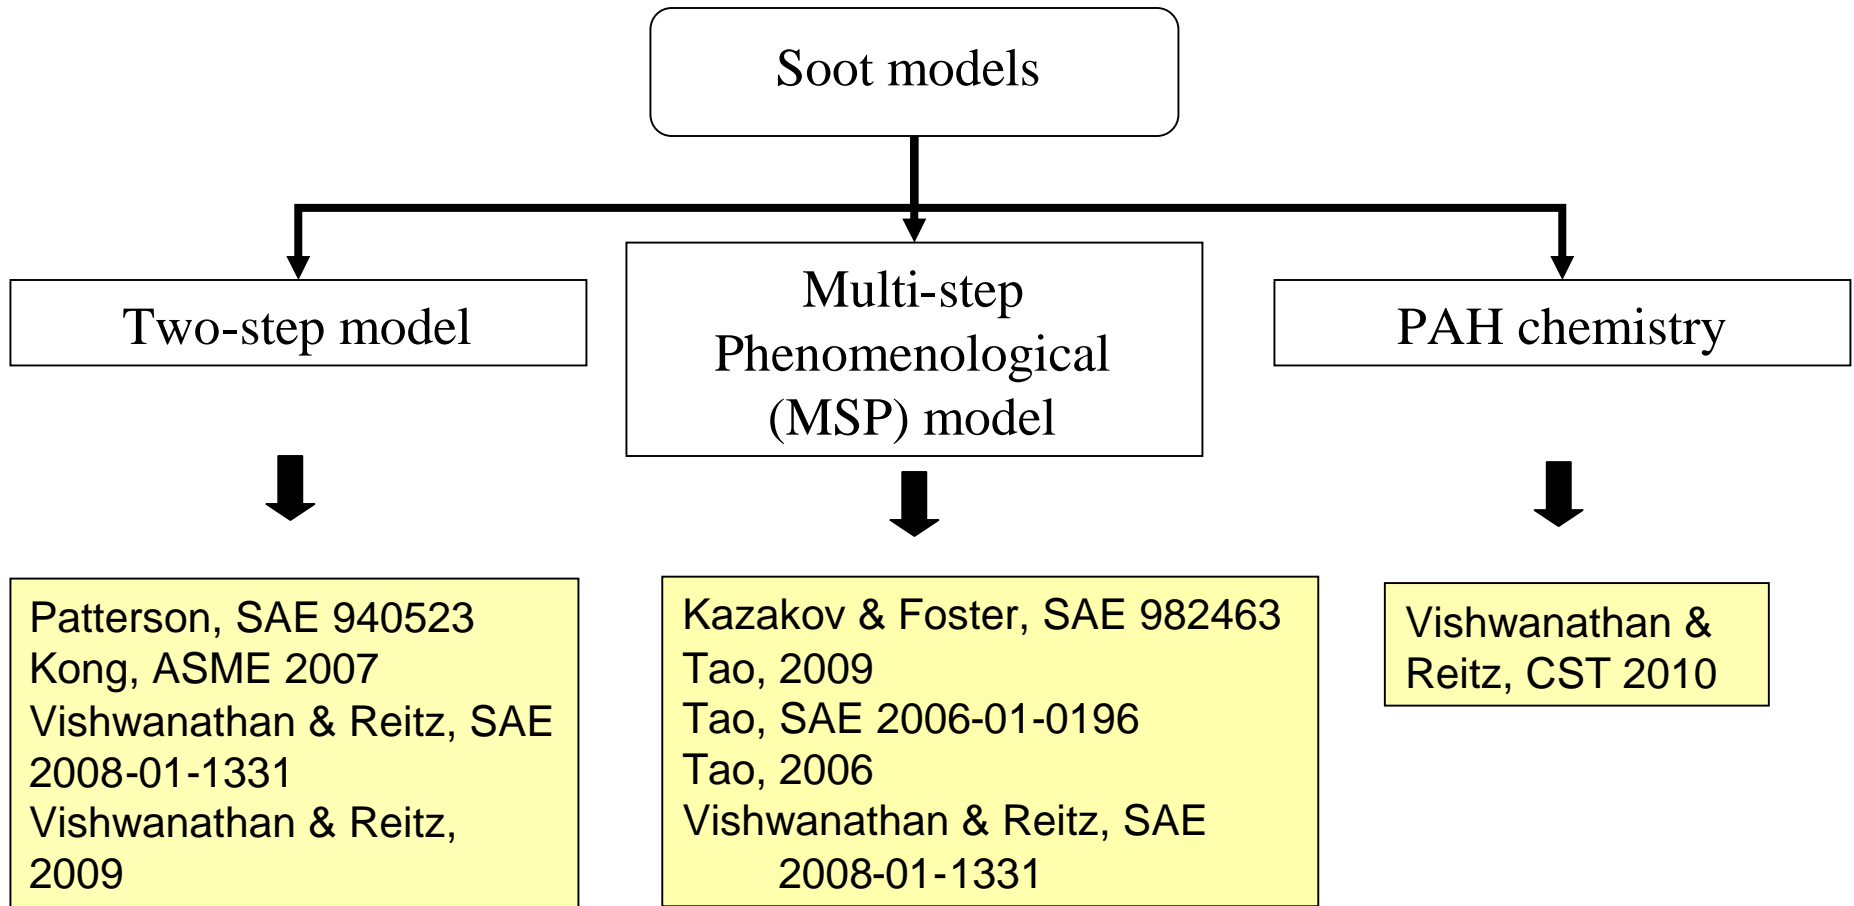 Soot models
Two-step model
Multi-step
Phenomenological
(MSP) model
PAH chemistry
Patterson, SAE 940523
Kong, ASME 2007
Vishwanathan & Reitz, SAE
2008-01-1331
Vishwanathan & Reitz,
2009
Kazakov & Foster, SAE 982463
Tao, 2009
Tao, SAE 2006-01-0196
Tao, 2006
Vishwanathan & Reitz, SAE
2008-01-1331
Vishwanathan &
Reitz, CST 2010